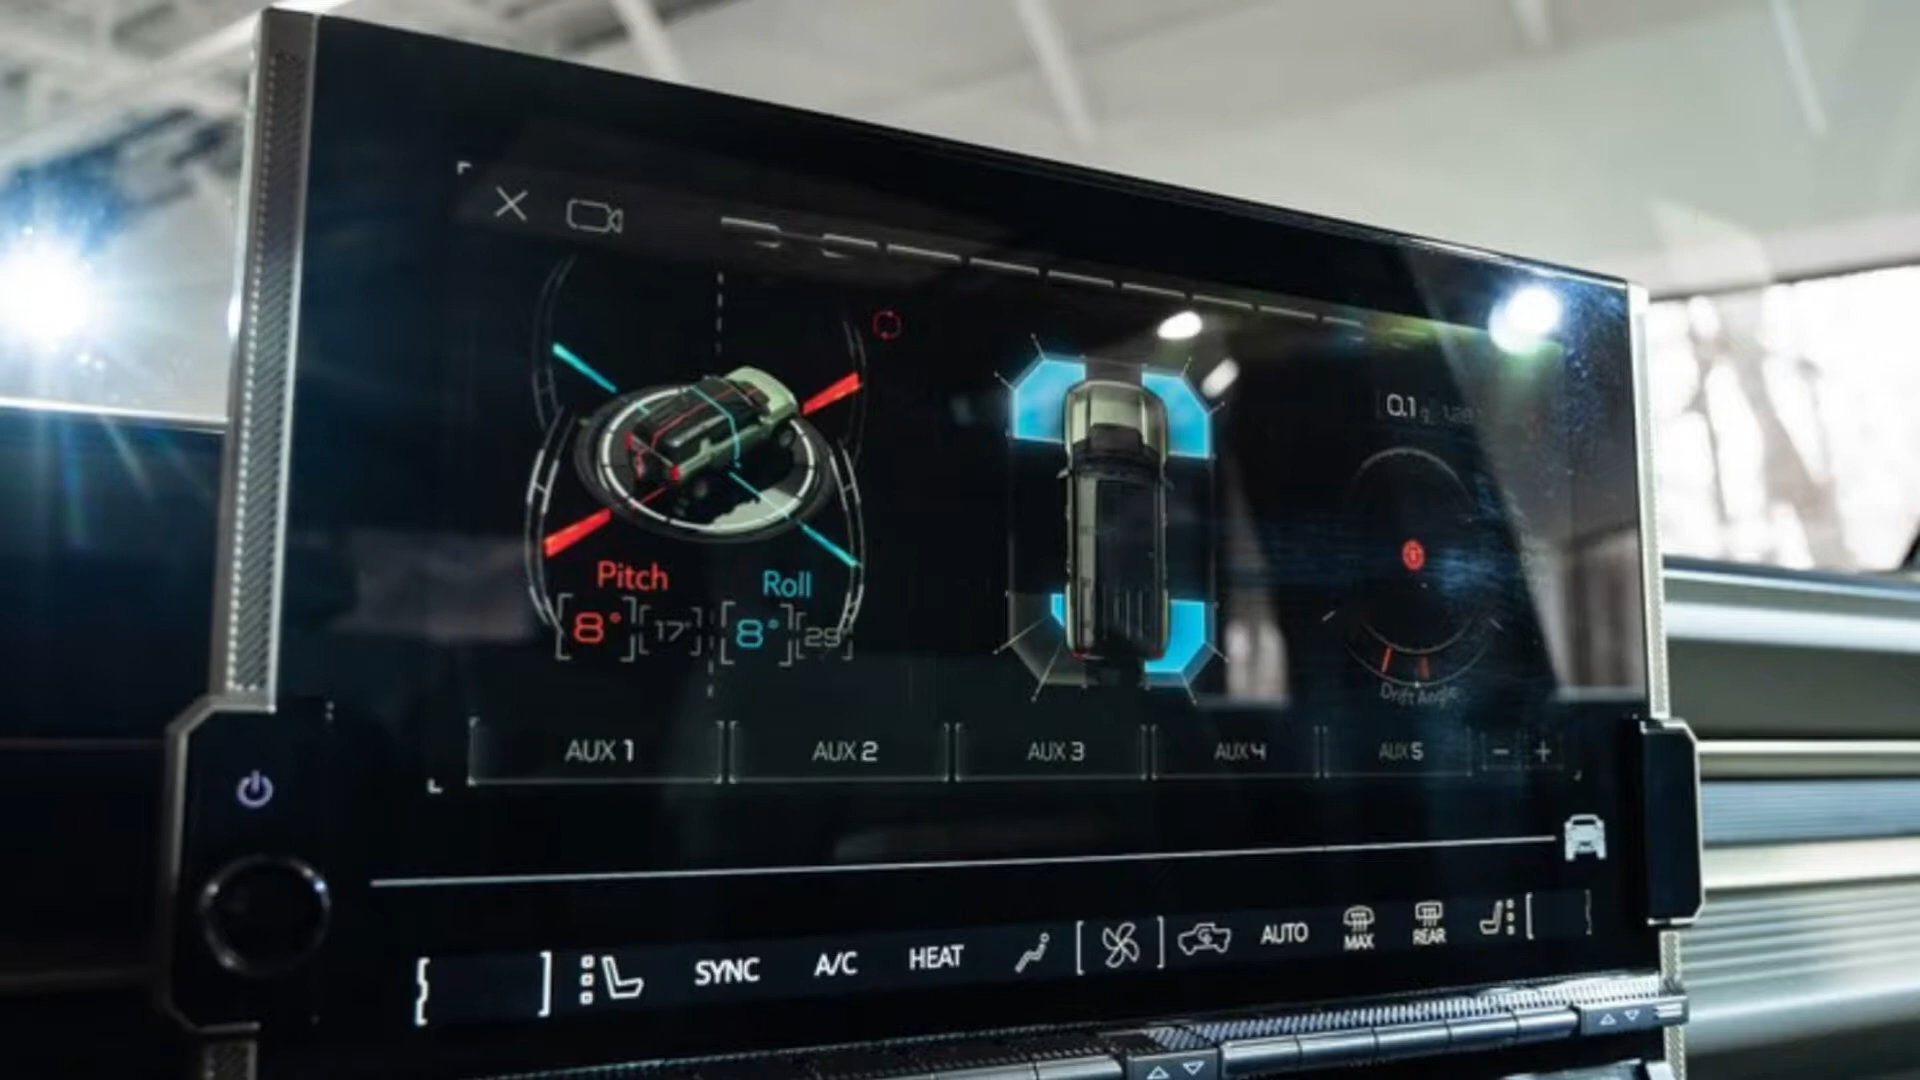 0.1 g
Pitch Roll
8° 17° 8° 29°
Drift Angle
AUX 1 AUX 2 AUX 3 AUX 4 AUX 5 - +
SYNC A/C HEAT AUTO MAX REAR